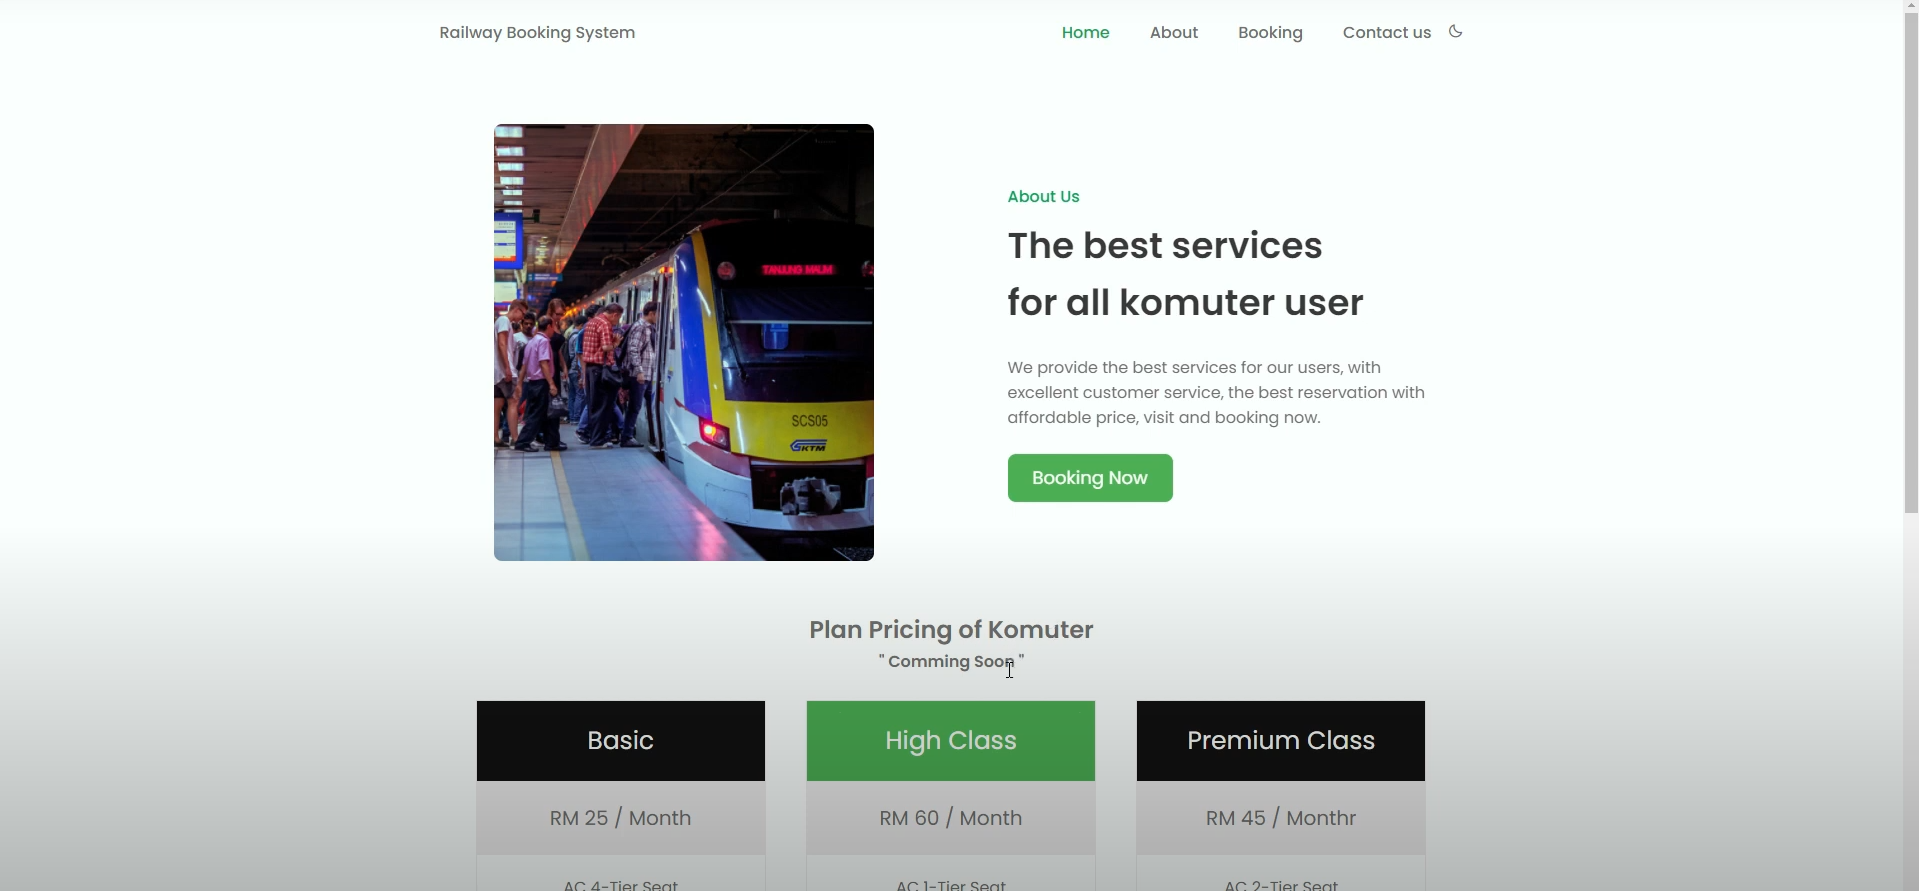 Railway Booking System
Home About Booking Contact us
TANJUNG MALIM
SCS05
KTM
About Us
The best services
for all komuter user
We provide the best services for our users, with
excellent customer service, the best reservation with
affordable price, visit and booking now.
Booking Now
Plan Pricing of Komuter
" Comming Soon "
Basic
High Class
Premium Class
RM 25 / Month
RM 60 / Month
RM 45 / Monthr
AC 4-Tier Seat
AC 1-Tier Seat
AC 2-Tier Seat